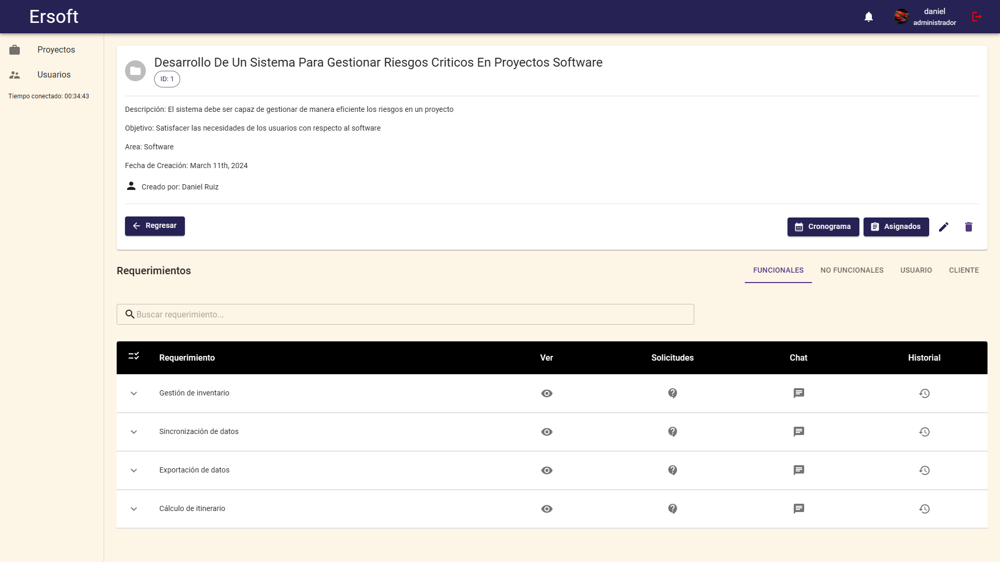 Ersoft
daniel
administrador
Proyectos
Usuarios
Tiempo conectado: 00:34:43
Desarrollo De Un Sistema Para Gestionar Riesgos Criticos En Proyectos Software
ID: 1
Descripción: El sistema debe ser capaz de gestionar de manera eficiente los riesgos en un proyecto
Objetivo: Satisfacer las necesidades de los usuarios con respecto al software
Area: Software
Fecha de Creación: March 11th, 2024
Creado por: Daniel Ruiz
Regresar Cronograma Asignados
Requerimientos FUNCIONALES NO FUNCIONALES USUARIO CLIENTE
Buscar requerimiento...
Requerimiento Ver Solicitudes Chat Historial
Gestión de inventario
Sincronización de datos
Exportación de datos
Cálculo de itinerario